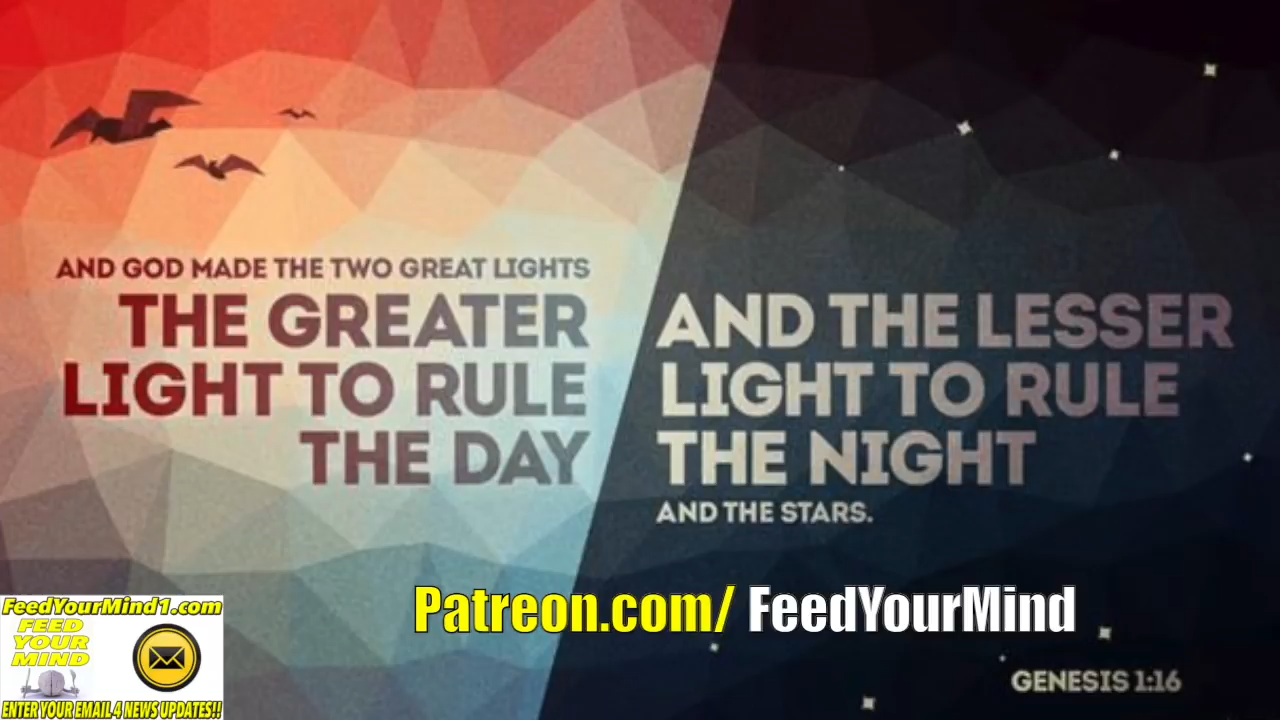 AND GOD MADE THE TWO GREAT LIGHTS
THE GREATER
LIGHT TO RULE
THE DAY
AND THE LESSER
LIGHT TO RULE
THE NIGHT
AND THE STARS.
Patreon.com/ FeedYourMind
GENESIS 1:16
FeedYourMind1.com
FEED
YOUR
MIND
ENTER YOUR EMAIL 4 NEWS UPDATES!!